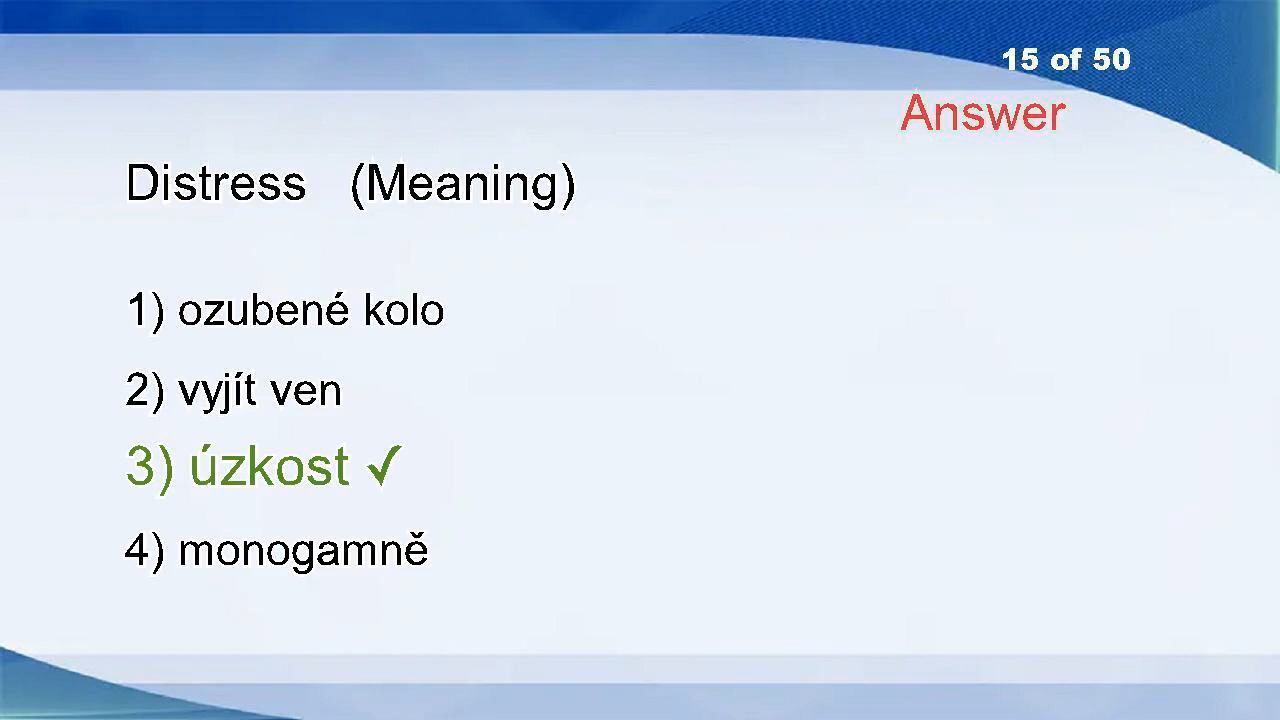 15 of 50
Answer
Distress (Meaning)
1) ozubené kolo
2) vyjít ven
3) úzkost ✓
4) monogamně